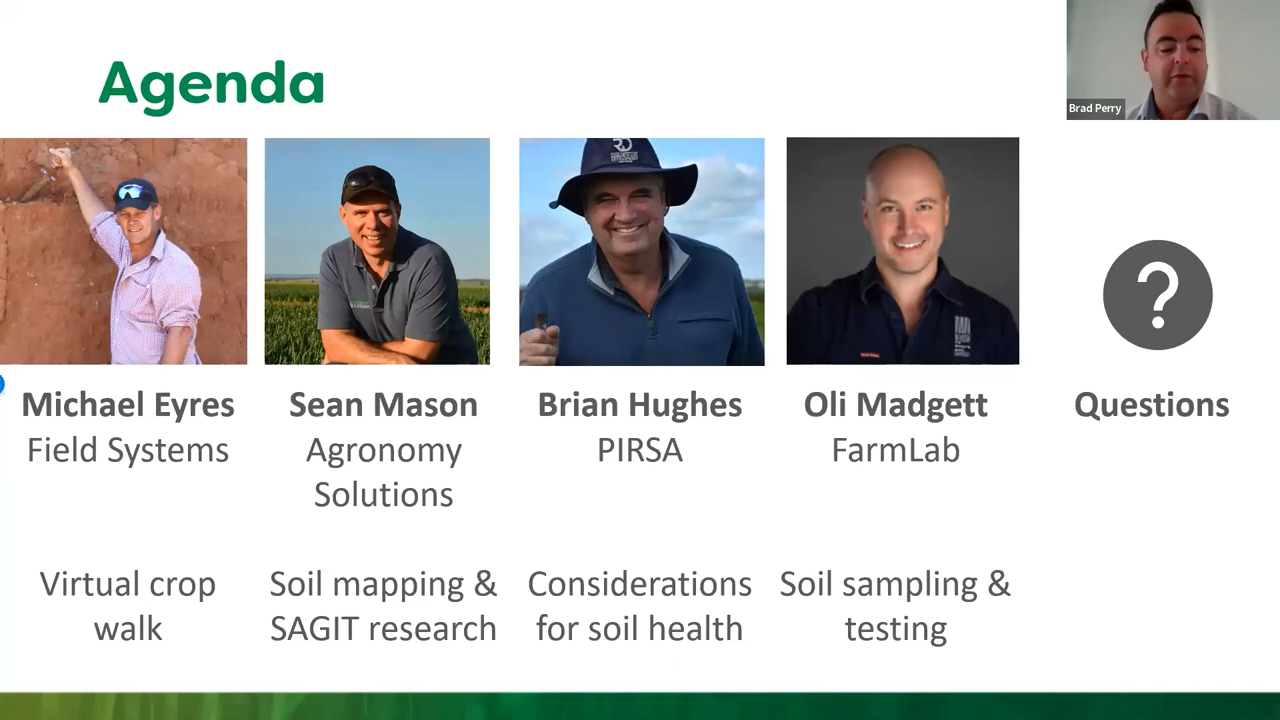 Agenda
Brad Perry
Michael Eyres
Field Systems
Virtual crop
walk
Sean Mason
Agronomy
Solutions
Soil mapping &
SAGIT research
Brian Hughes
PIRSA
Considerations
for soil health
Oli Madgett
FarmLab
Soil sampling &
testing
?
Questions